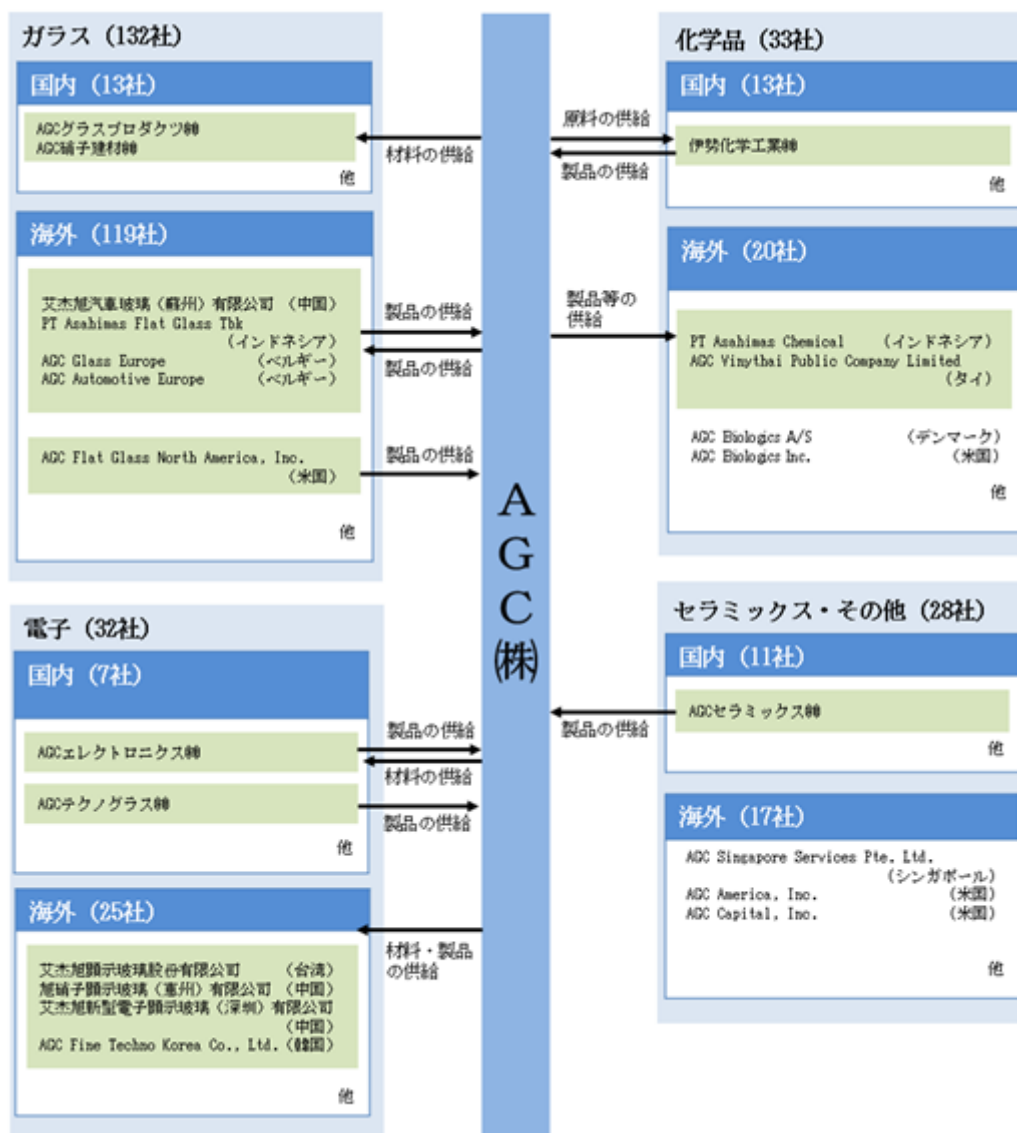 ガラス（132社）
国内（13社）
AGCグラスプロダクツ㈱
AGC硝子建材㈱
他
材料の供給
海外（119社）
艾杰旭汽車玻璃（蘇州）有限公司 （中国）
PT Asahimas Flat Glass Tbk
（インドネシア）
AGC Glass Europe （ベルギー）
AGC Automotive Europe （ベルギー）
製品の供給
製品の供給
AGC Flat Glass North America, Inc.
（米国）
製品の供給
他
電子（32社）
国内（7社）
AGCエレクトロニクス㈱
製品の供給
材料の供給
AGCテクノグラス㈱
製品の供給
他
海外（25社）
材料・製品
の供給
艾杰旭顕示玻璃股份有限公司 （台湾）
旭硝子顕示玻璃（恵州）有限公司 （中国）
艾杰旭新型電子顕示玻璃（深圳）有限公司
（中国）
AGC Fine Techno Korea Co., Ltd.（韓国）
他
AGC㈱
化学品（33社）
国内（13社）
原料の供給
伊勢化学工業㈱
製品の供給
他
海外（20社）
製品等の
供給
PT Asahimas Chemical （インドネシア）
AGC Vinythai Public Company Limited
（タイ）
AGC Biologics A/S （デンマーク）
AGC Biologics Inc. （米国）
他
セラミックス・その他（28社）
国内（11社）
AGCセラミックス㈱
製品の供給
他
海外（17社）
AGC Singapore Services Pte. Ltd.
（シンガポール）
AGC America, Inc. （米国）
AGC Capital, Inc. （米国）
他